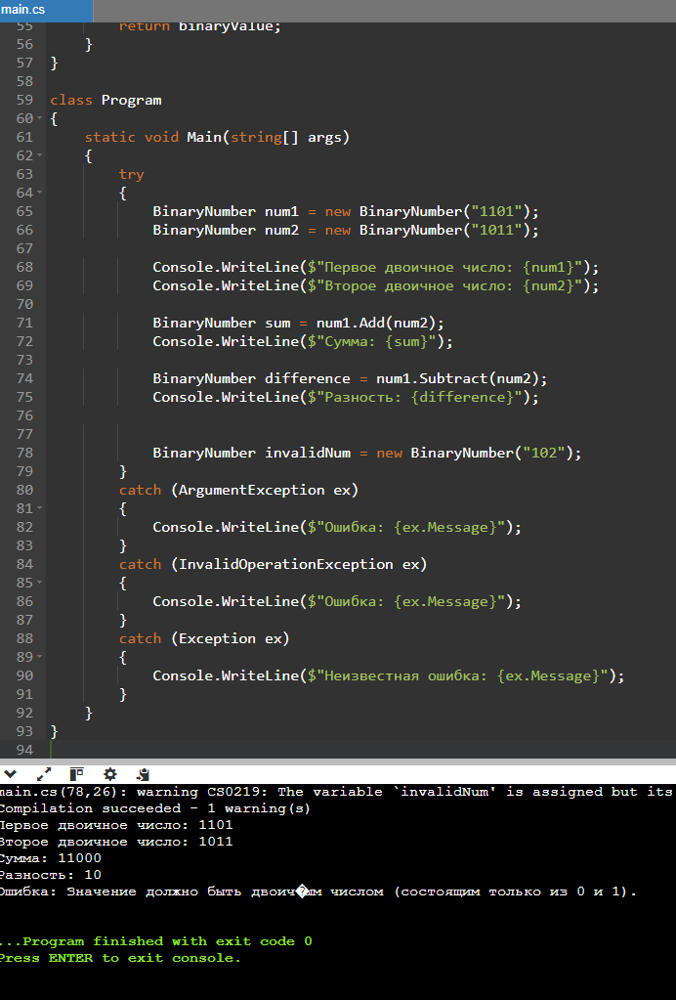 main.cs
55 return binaryValue;
56 }
57 }
58
59 class Program
60 {
61 static void Main(string[] args)
62 {
63 try
64 {
65 BinaryNumber num1 = new BinaryNumber("1101");
66 BinaryNumber num2 = new BinaryNumber("1011");
67
68 Console.WriteLine($"Первое двоичное число: {num1}");
69 Console.WriteLine($"Второе двоичное число: {num2}");
70
71 BinaryNumber sum = num1.Add(num2);
72 Console.WriteLine($"Сумма: {sum}");
73
74 BinaryNumber difference = num1.Subtract(num2);
75 Console.WriteLine($"Разность: {difference}");
76
77
78 BinaryNumber invalidNum = new BinaryNumber("102");
79 }
80 catch (ArgumentException ex)
81 {
82 Console.WriteLine($"Ошибка: {ex.Message}");
83 }
84 catch (InvalidOperationException ex)
85 {
86 Console.WriteLine($"Ошибка: {ex.Message}");
87 }
88 catch (Exception ex)
89 {
90 Console.WriteLine($"Неизвестная ошибка: {ex.Message}");
91 }
92 }
93 }
94
main.cs(78,26): warning CS0219: The variable `invalidNum' is assigned but its
Compilation succeeded - 1 warning(s)
Первое двоичное число: 1101
Второе двоичное число: 1011
Сумма: 11000
Разность: 10
Ошибка: Значение должно быть двоич�ым числом (состоящим только из 0 и 1).
...Program finished with exit code 0
Press ENTER to exit console.